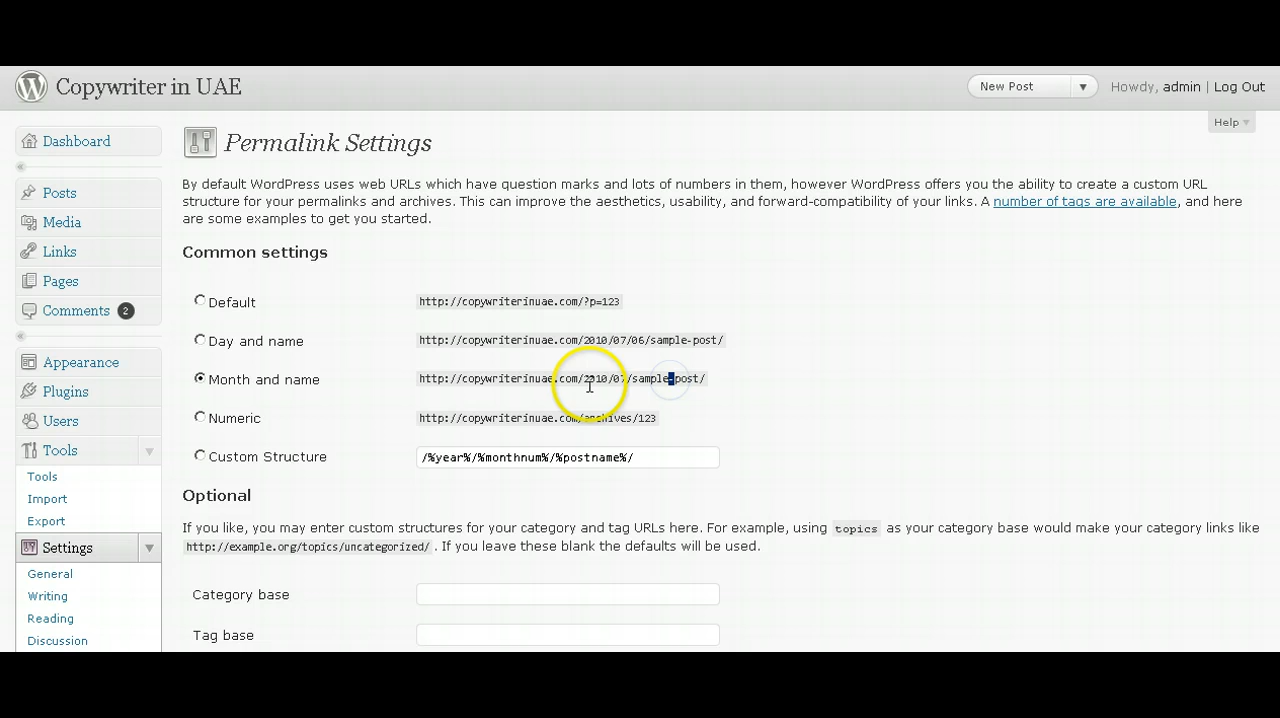 Copywriter in UAE
New Post
Howdy, admin | Log Out
Help
Dashboard
Posts
Media
Links
Pages
Comments 2
Appearance
Plugins
Users
Tools
Tools
Import
Export
Settings
General
Writing
Reading
Discussion
Permalink Settings
By default WordPress uses web URLs which have question marks and lots of numbers in them, however WordPress offers you the ability to create a custom URL
structure for your permalinks and archives. This can improve the aesthetics, usability, and forward-compatibility of your links. A number of tags are available, and here
are some examples to get you started.
Common settings
Default http://copywriterinuae.com/?p=123
Day and name http://copywriterinuae.com/2010/07/06/sample-post/
Month and name http://copywriterinuae.com/2010/07/sample-post/
Numeric http://copywriterinuae.com/archives/123
Custom Structure /%year%/%monthnum%/%postname%/
Optional
If you like, you may enter custom structures for your category and tag URLs here. For example, using topics as your category base would make your category links like
http://example.org/topics/uncategorized/ . If you leave these blank the defaults will be used.
Category base
Tag base